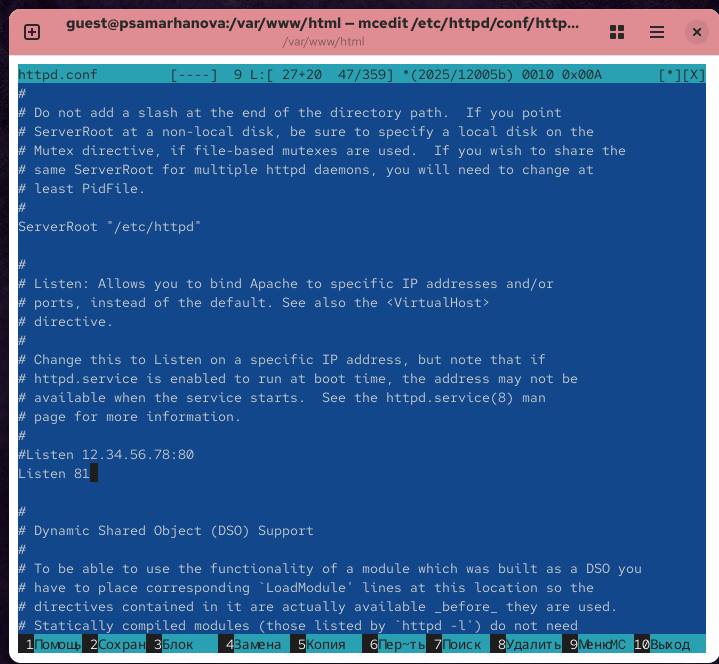 guest@psamarhanova:/var/www/html — mcedit /etc/httpd/conf/http...
/var/www/html
httpd.conf [----] 9 L:[ 27+20 47/359] *(2025/12005b) 0010 0x00A [*][X]
#
# Do not add a slash at the end of the directory path. If you point
# ServerRoot at a non-local disk, be sure to specify a local disk on the
# Mutex directive, if file-based mutexes are used. If you wish to share the
# same ServerRoot for multiple httpd daemons, you will need to change at
# least PidFile.
#
ServerRoot "/etc/httpd"
#
# Listen: Allows you to bind Apache to specific IP addresses and/or
# ports, instead of the default. See also the <VirtualHost>
# directive.
#
# Change this to Listen on a specific IP address, but note that if
# httpd.service is enabled to run at boot time, the address may not be
# available when the service starts. See the httpd.service(8) man
# page for more information.
#
#Listen 12.34.56.78:80
Listen 81
#
# Dynamic Shared Object (DSO) Support
#
# To be able to use the functionality of a module which was built as a DSO you
# have to place corresponding `LoadModule' lines at this location so the
# directives contained in it are actually available _before_ they are used.
# Statically compiled modules (those listed by `httpd -l') do not need
1Помощь 2Сохран 3Блок 4Замена 5Копия 6Пер~ть 7Поиск 8Удалить 9МенюMC 10Выход